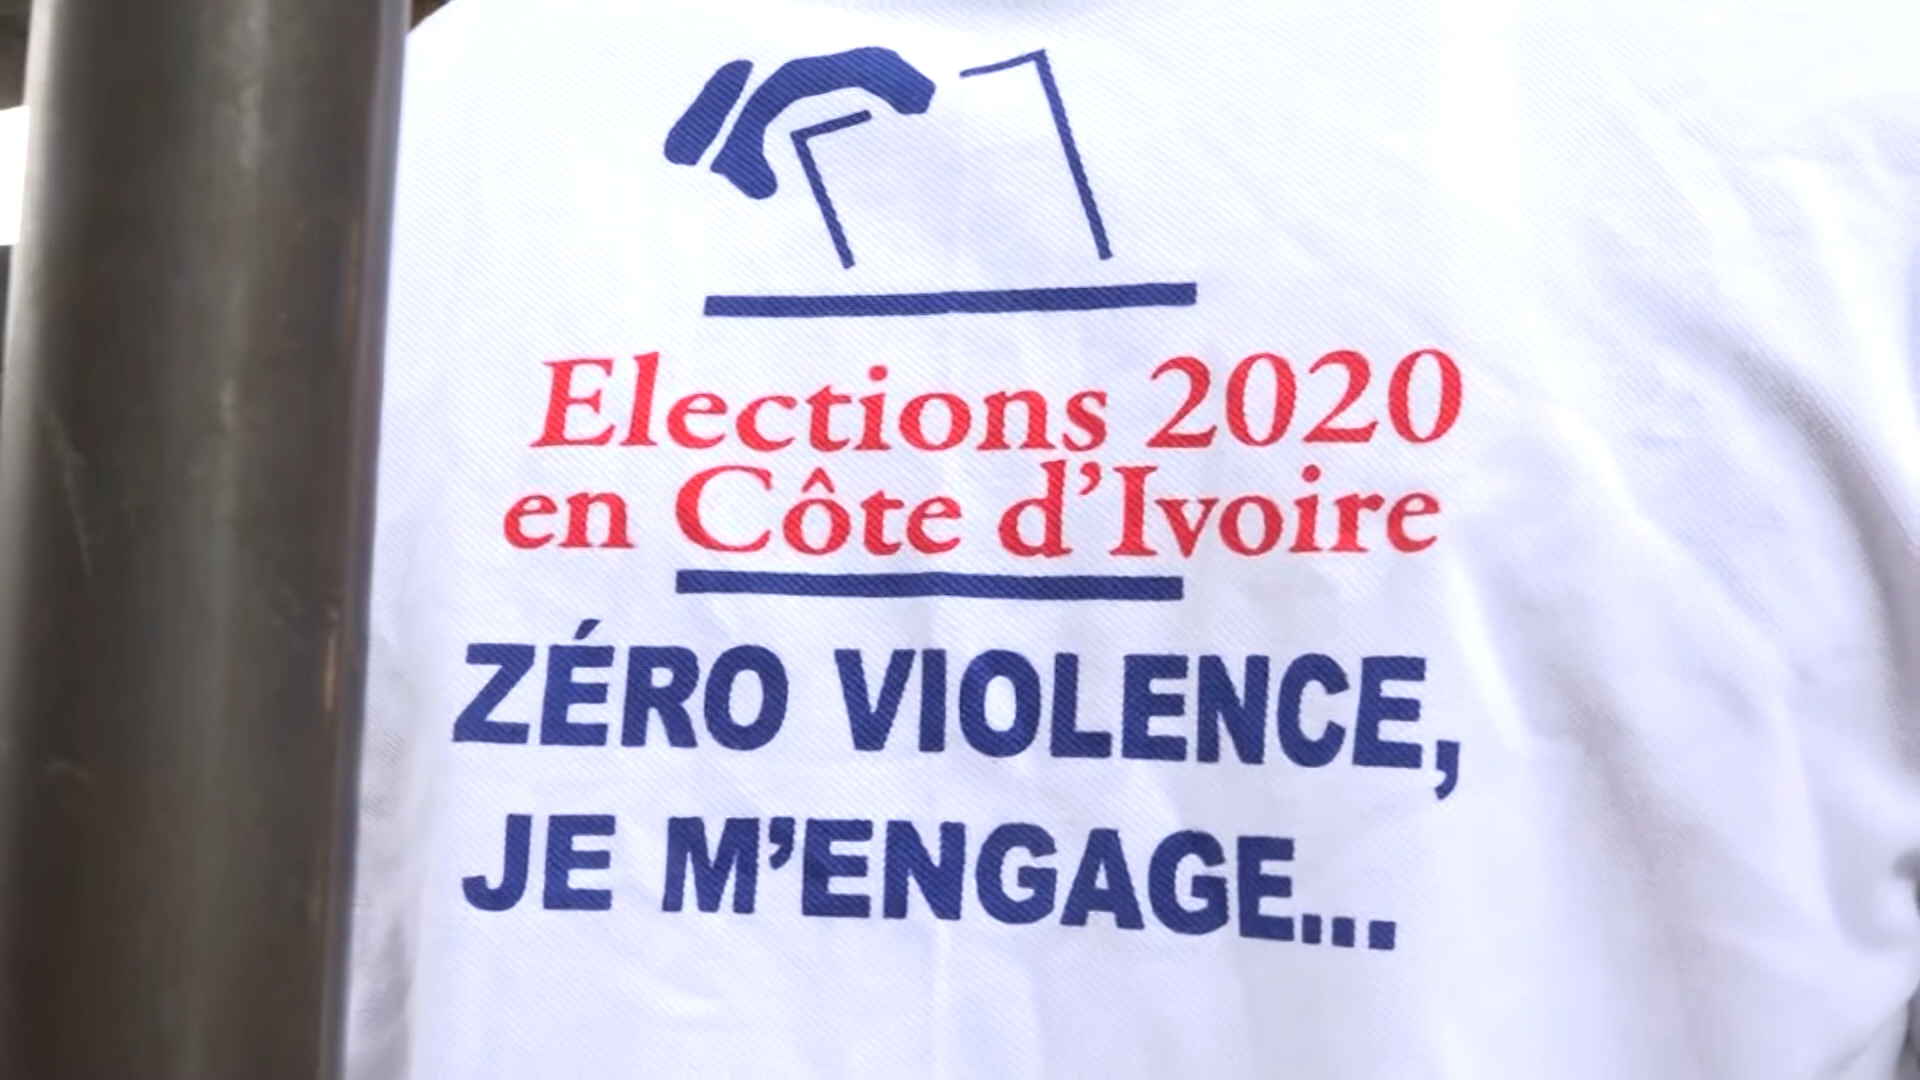 Elections 2020
en Côte d'Ivoire
ZÉRO VIOLENCE,
JE M'ENGAGE...